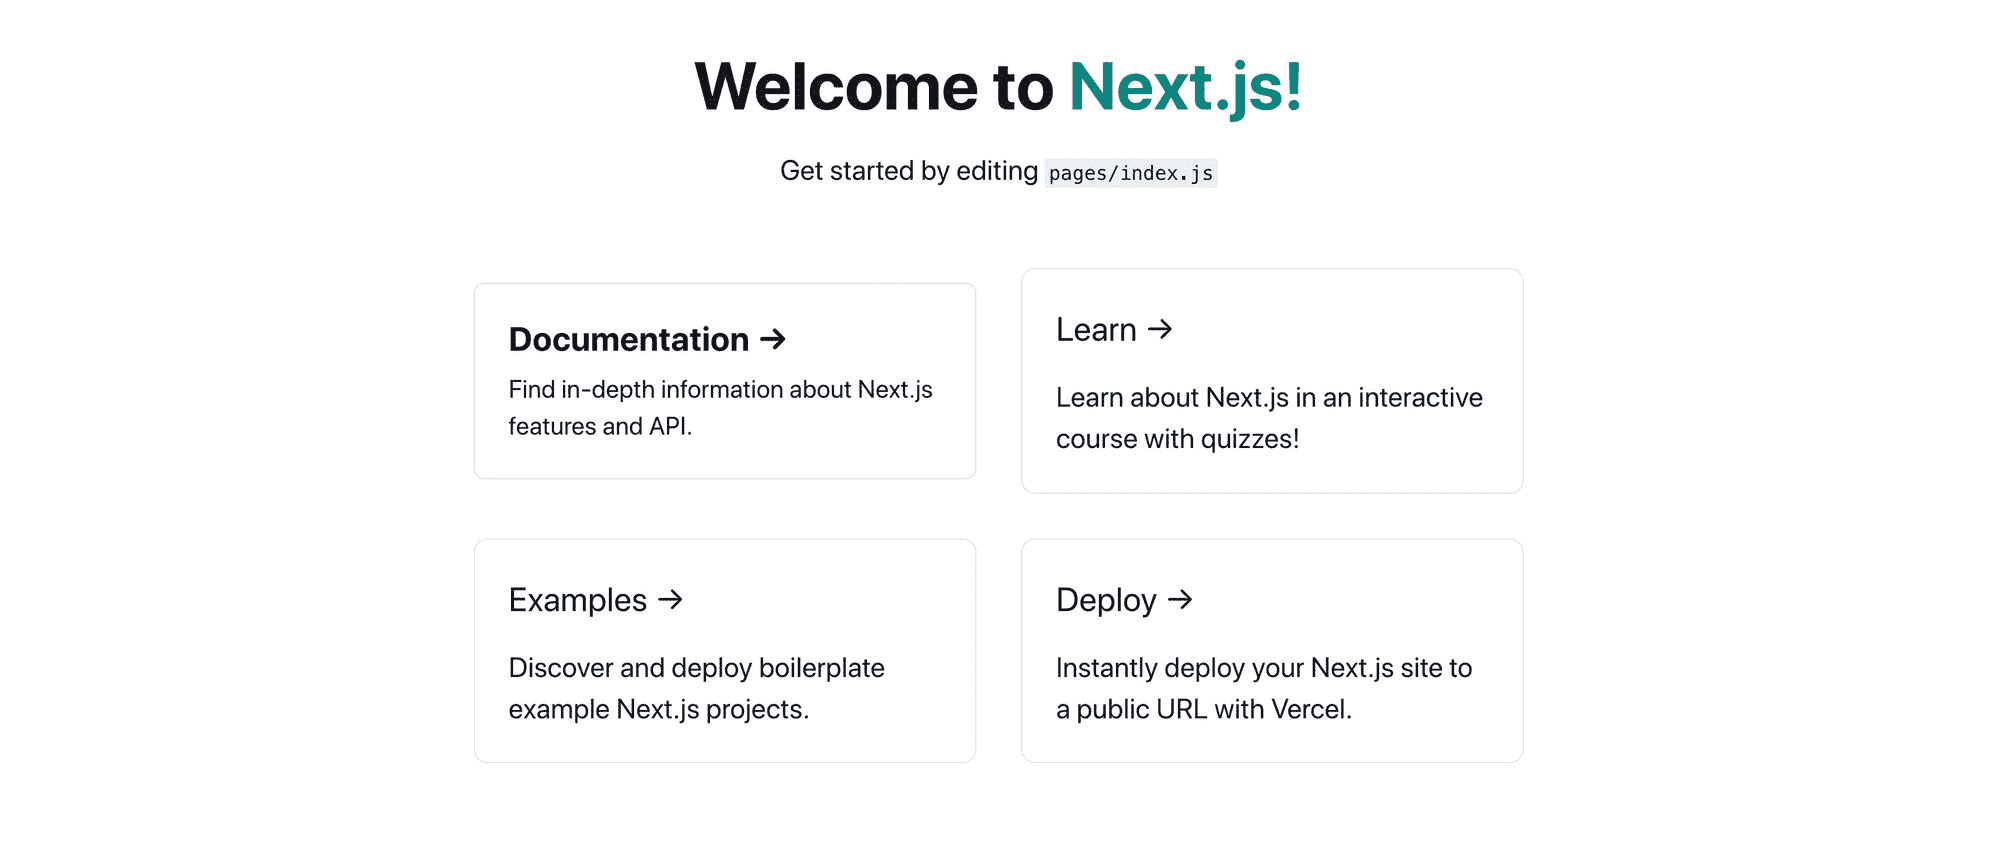 Welcome to Next.js!
Get started by editing pages/index.js
Documentation →
Find in-depth information about Next.js
features and API.
Learn →
Learn about Next.js in an interactive
course with quizzes!
Examples →
Discover and deploy boilerplate
example Next.js projects.
Deploy →
Instantly deploy your Next.js site to
a public URL with Vercel.